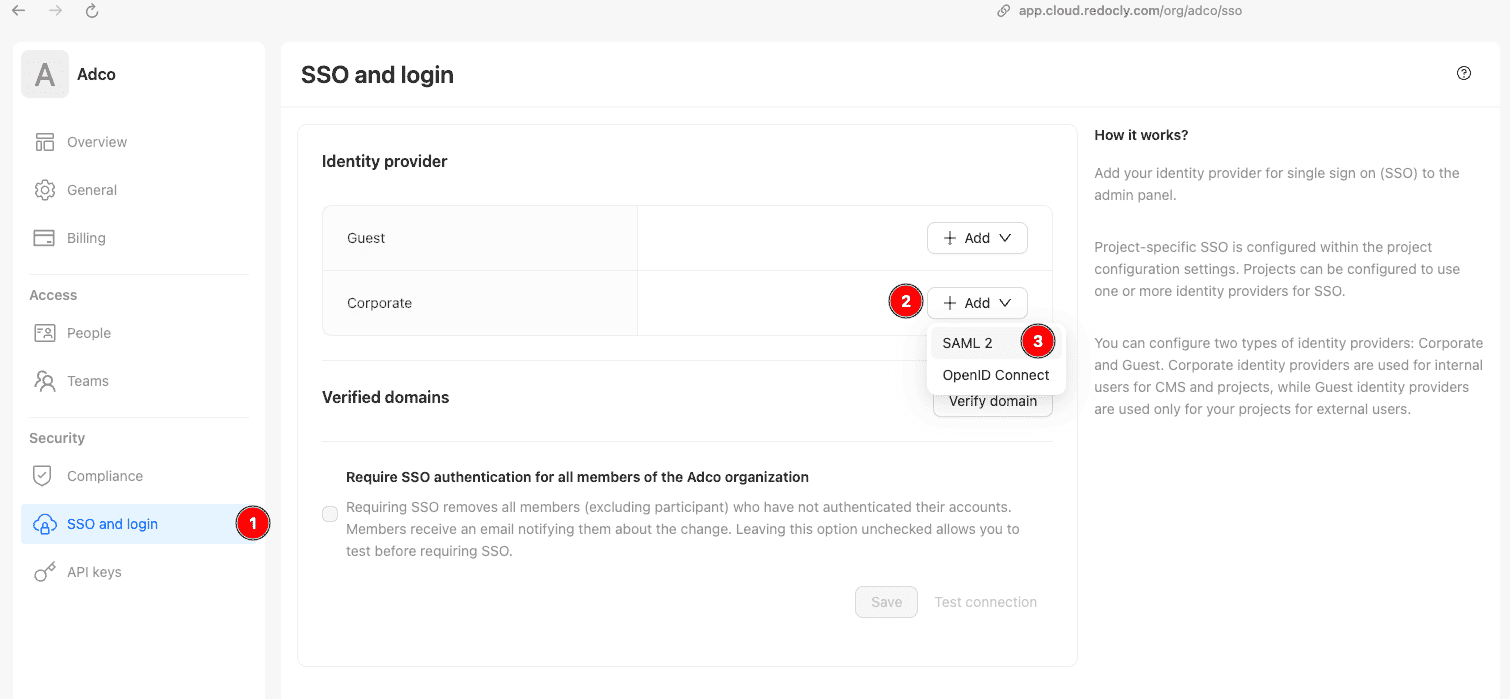 app.cloud.redocly.com/org/adco/sso
A
Adco
Overview
General
Billing
Access
People
Teams
Security
Compliance
SSO and login
1
API keys
SSO and login
Identity provider
Guest
Add
Corporate
2
Add
SAML 2
3
OpenID Connect
Verified domains
Verify domain
Require SSO authentication for all members of the Adco organization
Requiring SSO removes all members (excluding participant) who have not authenticated their accounts.
Members receive an email notifying them about the change. Leaving this option unchecked allows you to
test before requiring SSO.
Save
Test connection
How it works?
Add your identity provider for single sign on (SSO) to the
admin panel.
Project-specific SSO is configured within the project
configuration settings. Projects can be configured to use
one or more identity providers for SSO.
You can configure two types of identity providers: Corporate
and Guest. Corporate identity providers are used for internal
users for CMS and projects, while Guest identity providers
are used only for your projects for external users.